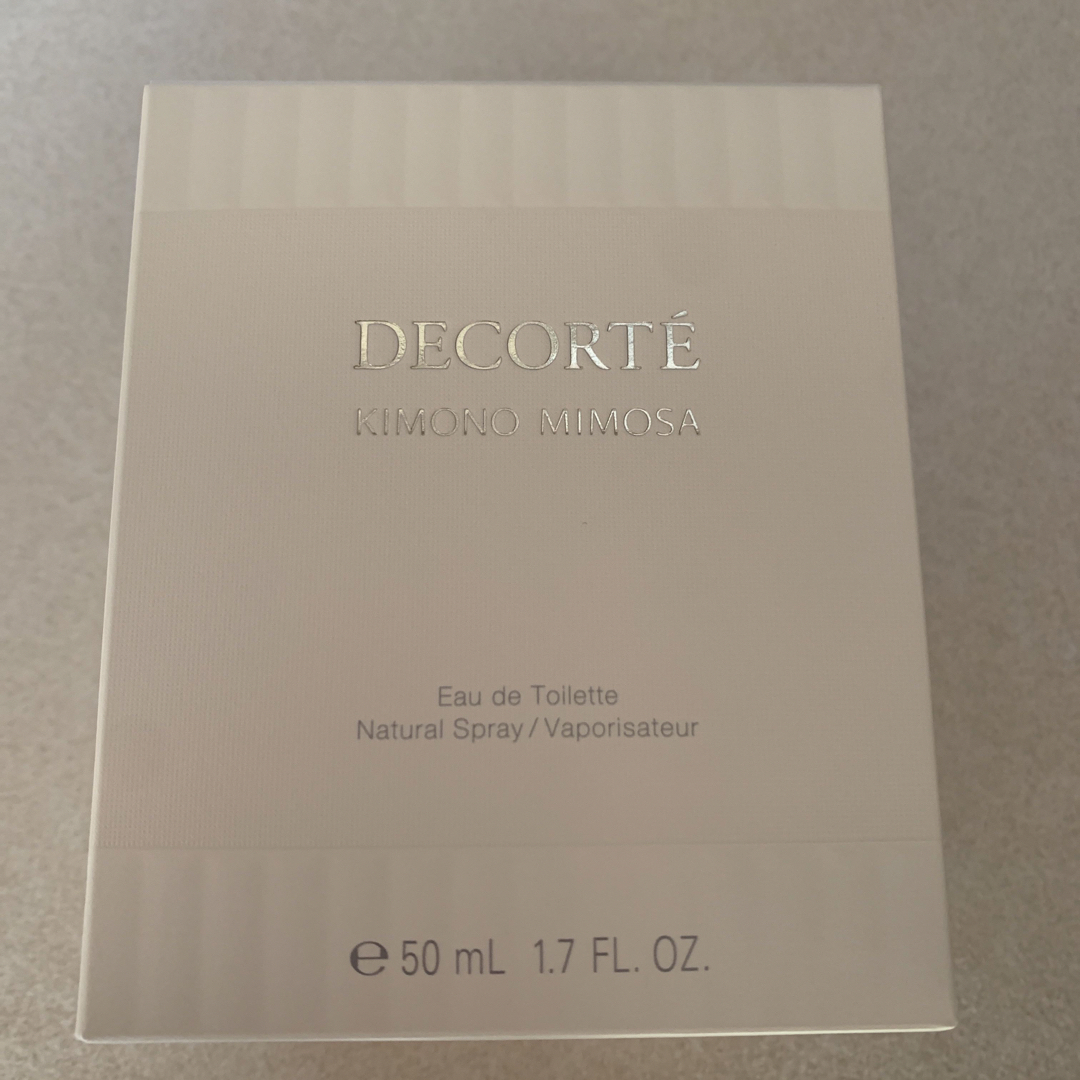 DECORTÉ
KIMONO MIMOSA
Eau de Toilette
Natural Spray/Vaporisateur
℮ 50 mL 1.7 FL. OZ.